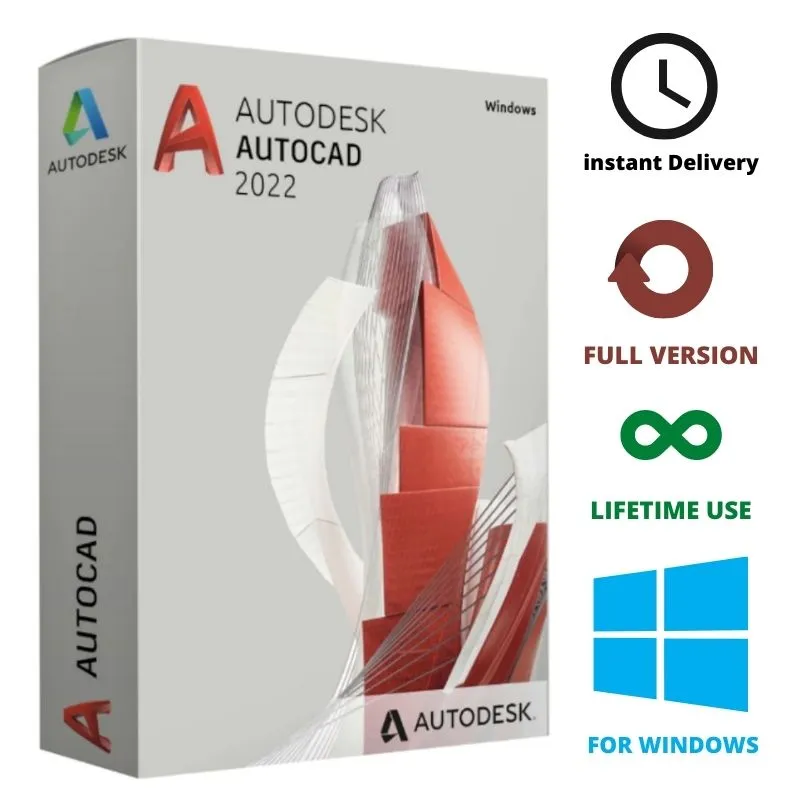 AUTODESK
AUTOCAD
AUTODESK
AUTOCAD
2022
Windows
AUTODESK.
instant Delivery
FULL VERSION
LIFETIME USE
FOR WINDOWS